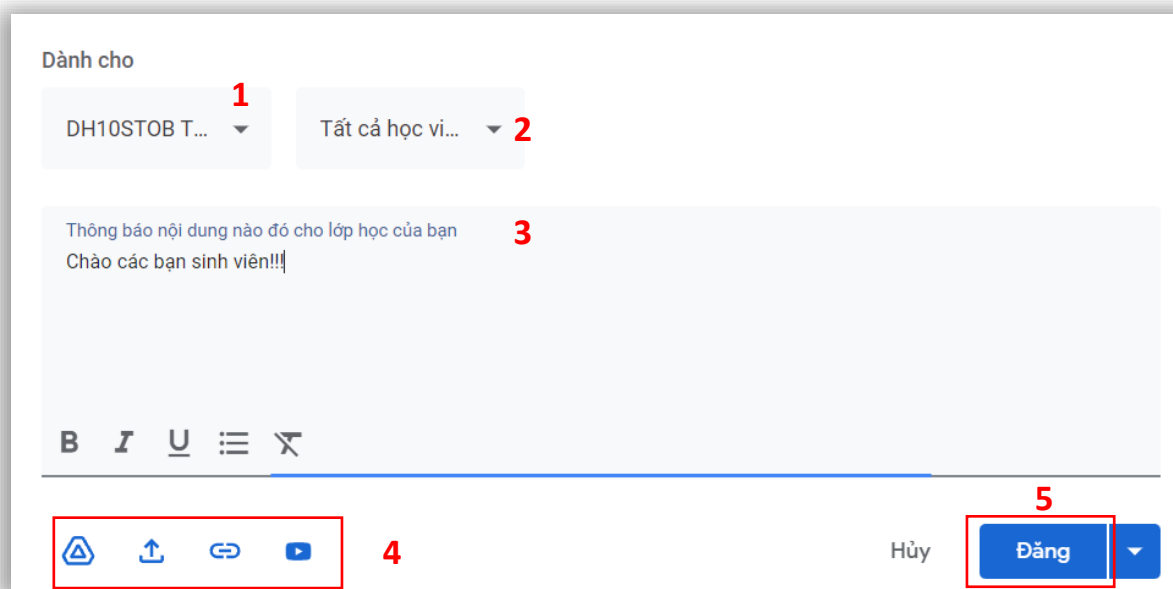 Dành cho
1
DH10STOB T...
Tất cả học vi...
2
Thông báo nội dung nào đó cho lớp học của bạn
3
Chào các bạn sinh viên!!!
B I U
5
4
Hủy
Đăng